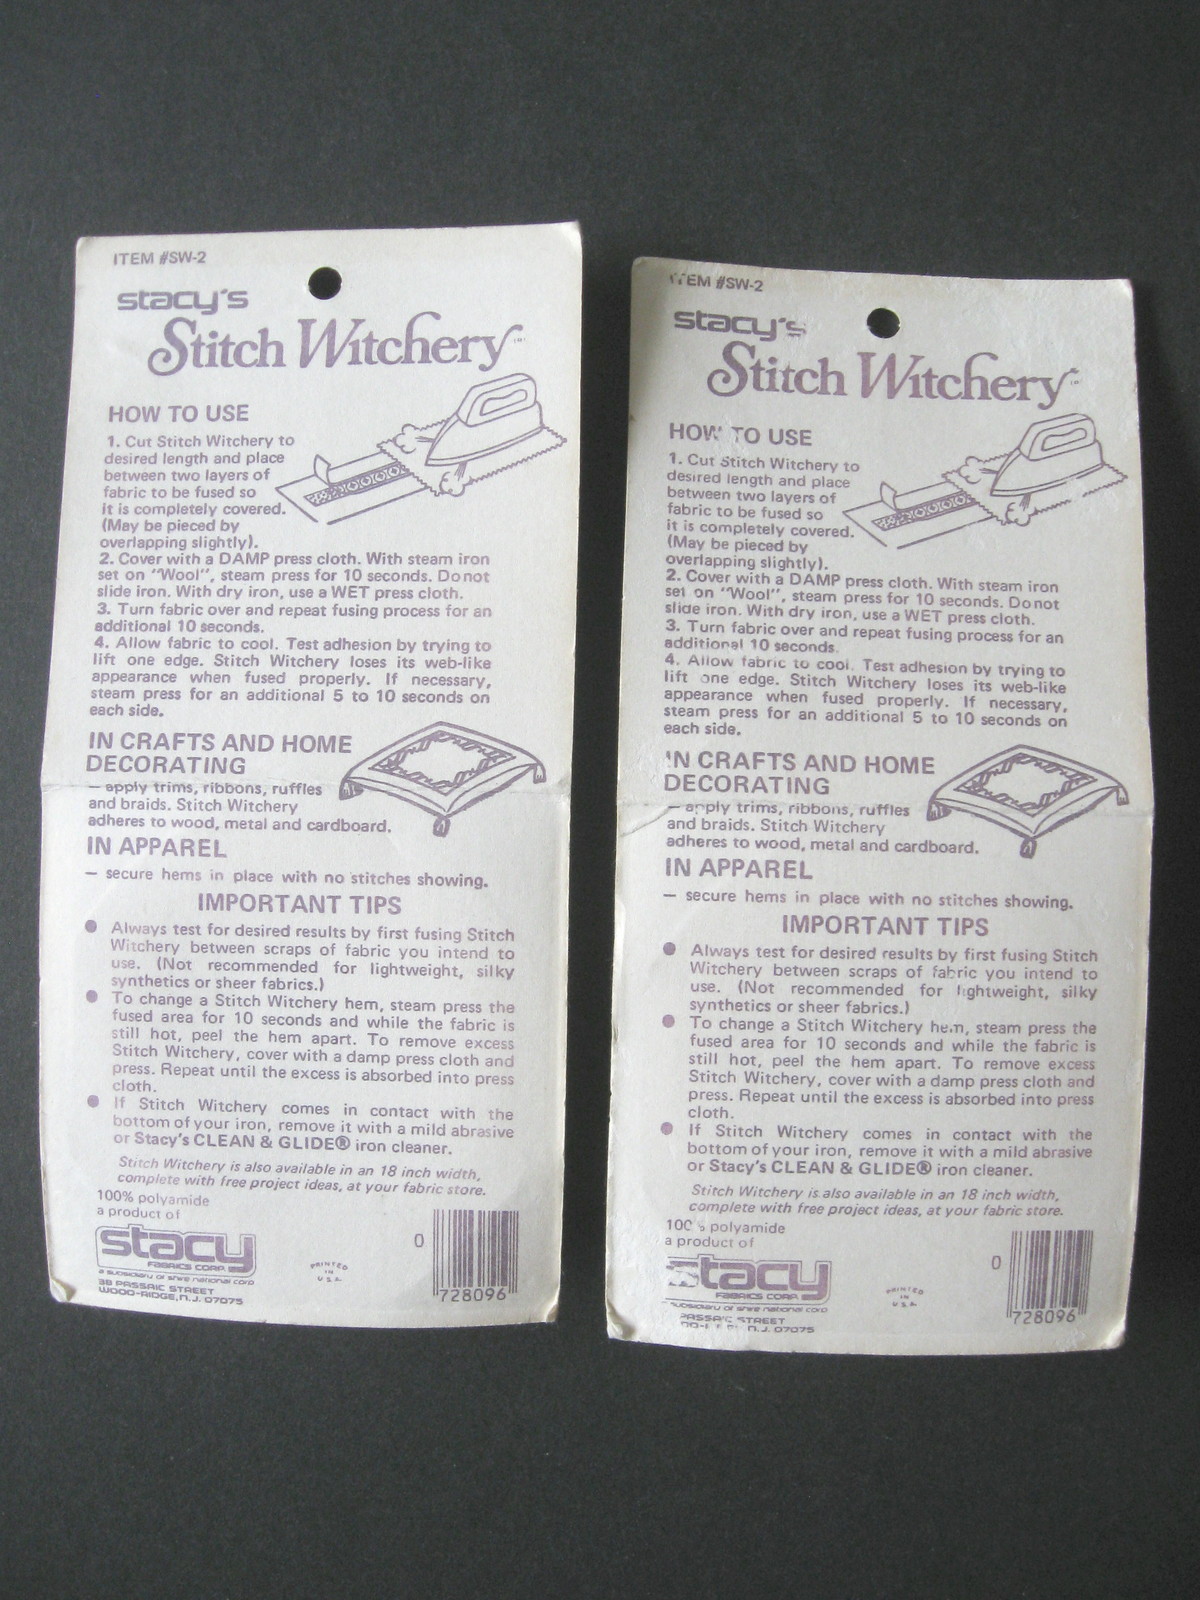 ITEM #SW-2
stacy's
Stitch Witchery™
HOW TO USE
1. Cut Stitch Witchery to
desired length and place
between two layers of
fabric to be fused so
it is completely covered.
(May be pieced by
overlapping slightly).
2. Cover with a DAMP press cloth. With steam iron
set on "Wool", steam press for 10 seconds. Do not
slide iron. With dry iron, use a WET press cloth.
3. Turn fabric over and repeat fusing process for an
additional 10 seconds.
4. Allow fabric to cool. Test adhesion by trying to
lift one edge. Stitch Witchery loses its web-like
appearance when fused properly. If necessary,
steam press for an additional 5 to 10 seconds on
each side.
IN CRAFTS AND HOME
DECORATING
— apply trims, ribbons, ruffles
and braids. Stitch Witchery
adheres to wood, metal and cardboard.
IN APPAREL
— secure hems in place with no stitches showing.
IMPORTANT TIPS
● Always test for desired results by first fusing Stitch
Witchery between scraps of fabric you intend to
use. (Not recommended for lightweight, silky
synthetics or sheer fabrics.)
● To change a Stitch Witchery hem, steam press the
fused area for 10 seconds and while the fabric is
still hot, peel the hem apart. To remove excess
Stitch Witchery, cover with a damp press cloth and
press. Repeat until the excess is absorbed into press
cloth.
● If Stitch Witchery comes in contact with the
bottom of your iron, remove it with a mild abrasive
or Stacy's CLEAN & GLIDE® iron cleaner.
Stitch Witchery is also available in an 18 inch width,
complete with free project ideas, at your fabric store.
100% polyamide
a product of
stacy
FABRICS CORP.
a subsidiary of shire national corp
38 PASSAIC STREET
WOOD-RIDGE, N.J. 07075
PRINTED
IN
U.S.A.
0
728096
ITEM #SW-2
stacy's
Stitch Witchery™
HOW TO USE
1. Cut Stitch Witchery to
desired length and place
between two layers of
fabric to be fused so
it is completely covered.
(May be pieced by
overlapping slightly).
2. Cover with a DAMP press cloth. With steam iron
set on "Wool", steam press for 10 seconds. Do not
slide iron. With dry iron, use a WET press cloth.
3. Turn fabric over and repeat fusing process for an
additional 10 seconds.
4. Allow fabric to cool. Test adhesion by trying to
lift one edge. Stitch Witchery loses its web-like
appearance when fused properly. If necessary,
steam press for an additional 5 to 10 seconds on
each side.
IN CRAFTS AND HOME
DECORATING
— apply trims, ribbons, ruffles
and braids. Stitch Witchery
adheres to wood, metal and cardboard.
IN APPAREL
— secure hems in place with no stitches showing.
IMPORTANT TIPS
● Always test for desired results by first fusing Stitch
Witchery between scraps of fabric you intend to
use. (Not recommended for lightweight, silky
synthetics or sheer fabrics.)
● To change a Stitch Witchery hem, steam press the
fused area for 10 seconds and while the fabric is
still hot, peel the hem apart. To remove excess
Stitch Witchery, cover with a damp press cloth and
press. Repeat until the excess is absorbed into press
cloth.
● If Stitch Witchery comes in contact with the
bottom of your iron, remove it with a mild abrasive
or Stacy's CLEAN & GLIDE® iron cleaner.
Stitch Witchery is also available in an 18 inch width,
complete with free project ideas, at your fabric store.
100% polyamide
a product of
stacy
FABRICS CORP.
subsidiary of shire national corp
PASSAIC STREET
N.J. 07075
PRINTED
IN
U.S.A.
0
728096